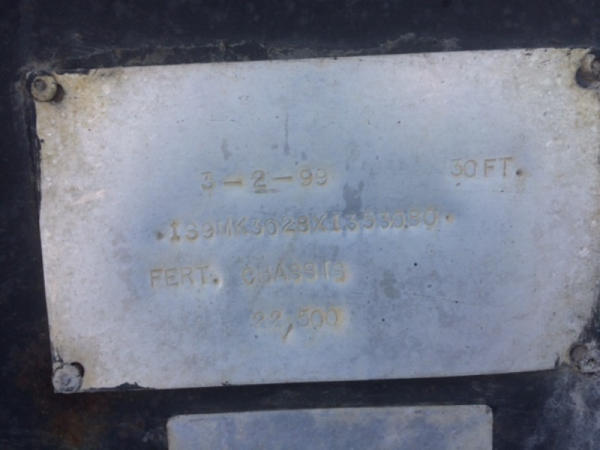 3-2-99 30 FT.
FERT. CHASSIS
22,500